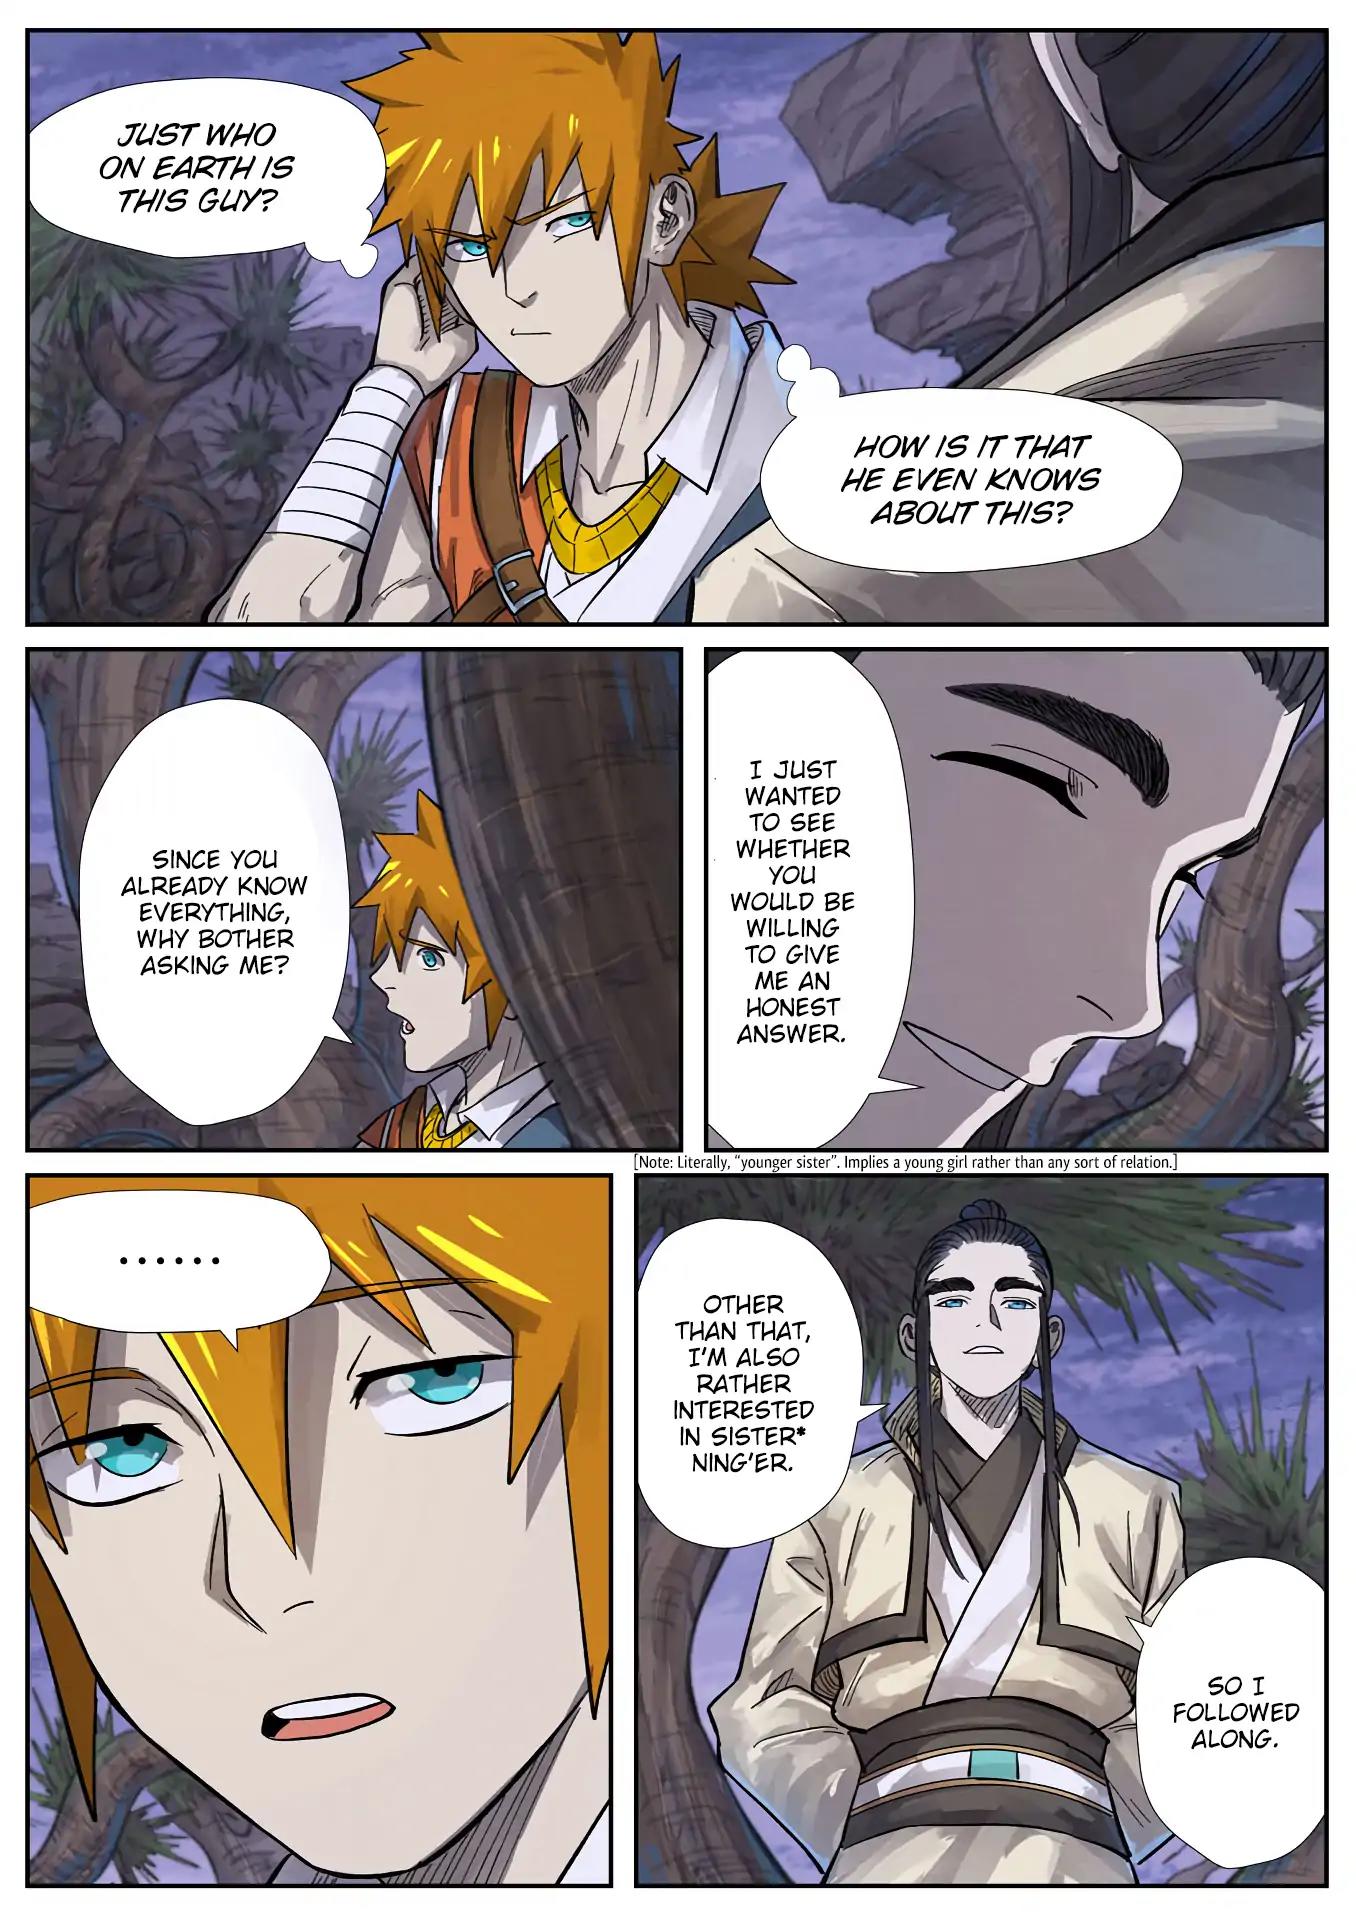 JUST WHO
ON EARTH IS
THIS GUY?
HOW IS IT THAT
HE EVEN KNOWS
ABOUT THIS?
SINCE YOU
ALREADY KNOW
EVERYTHING,
WHY BOTHER
ASKING ME?
I JUST
WANTED
TO SEE
WHETHER
YOU
WOULD BE
WILLING
TO GIVE
ME AN
HONEST
ANSWER.
[Note: Literally, “younger sister”. Implies a young girl rather than any sort of relation.]
......
OTHER
THAN THAT,
I'M ALSO
RATHER
INTERESTED
IN SISTER*
NING'ER.
SO I
FOLLOWED
ALONG.